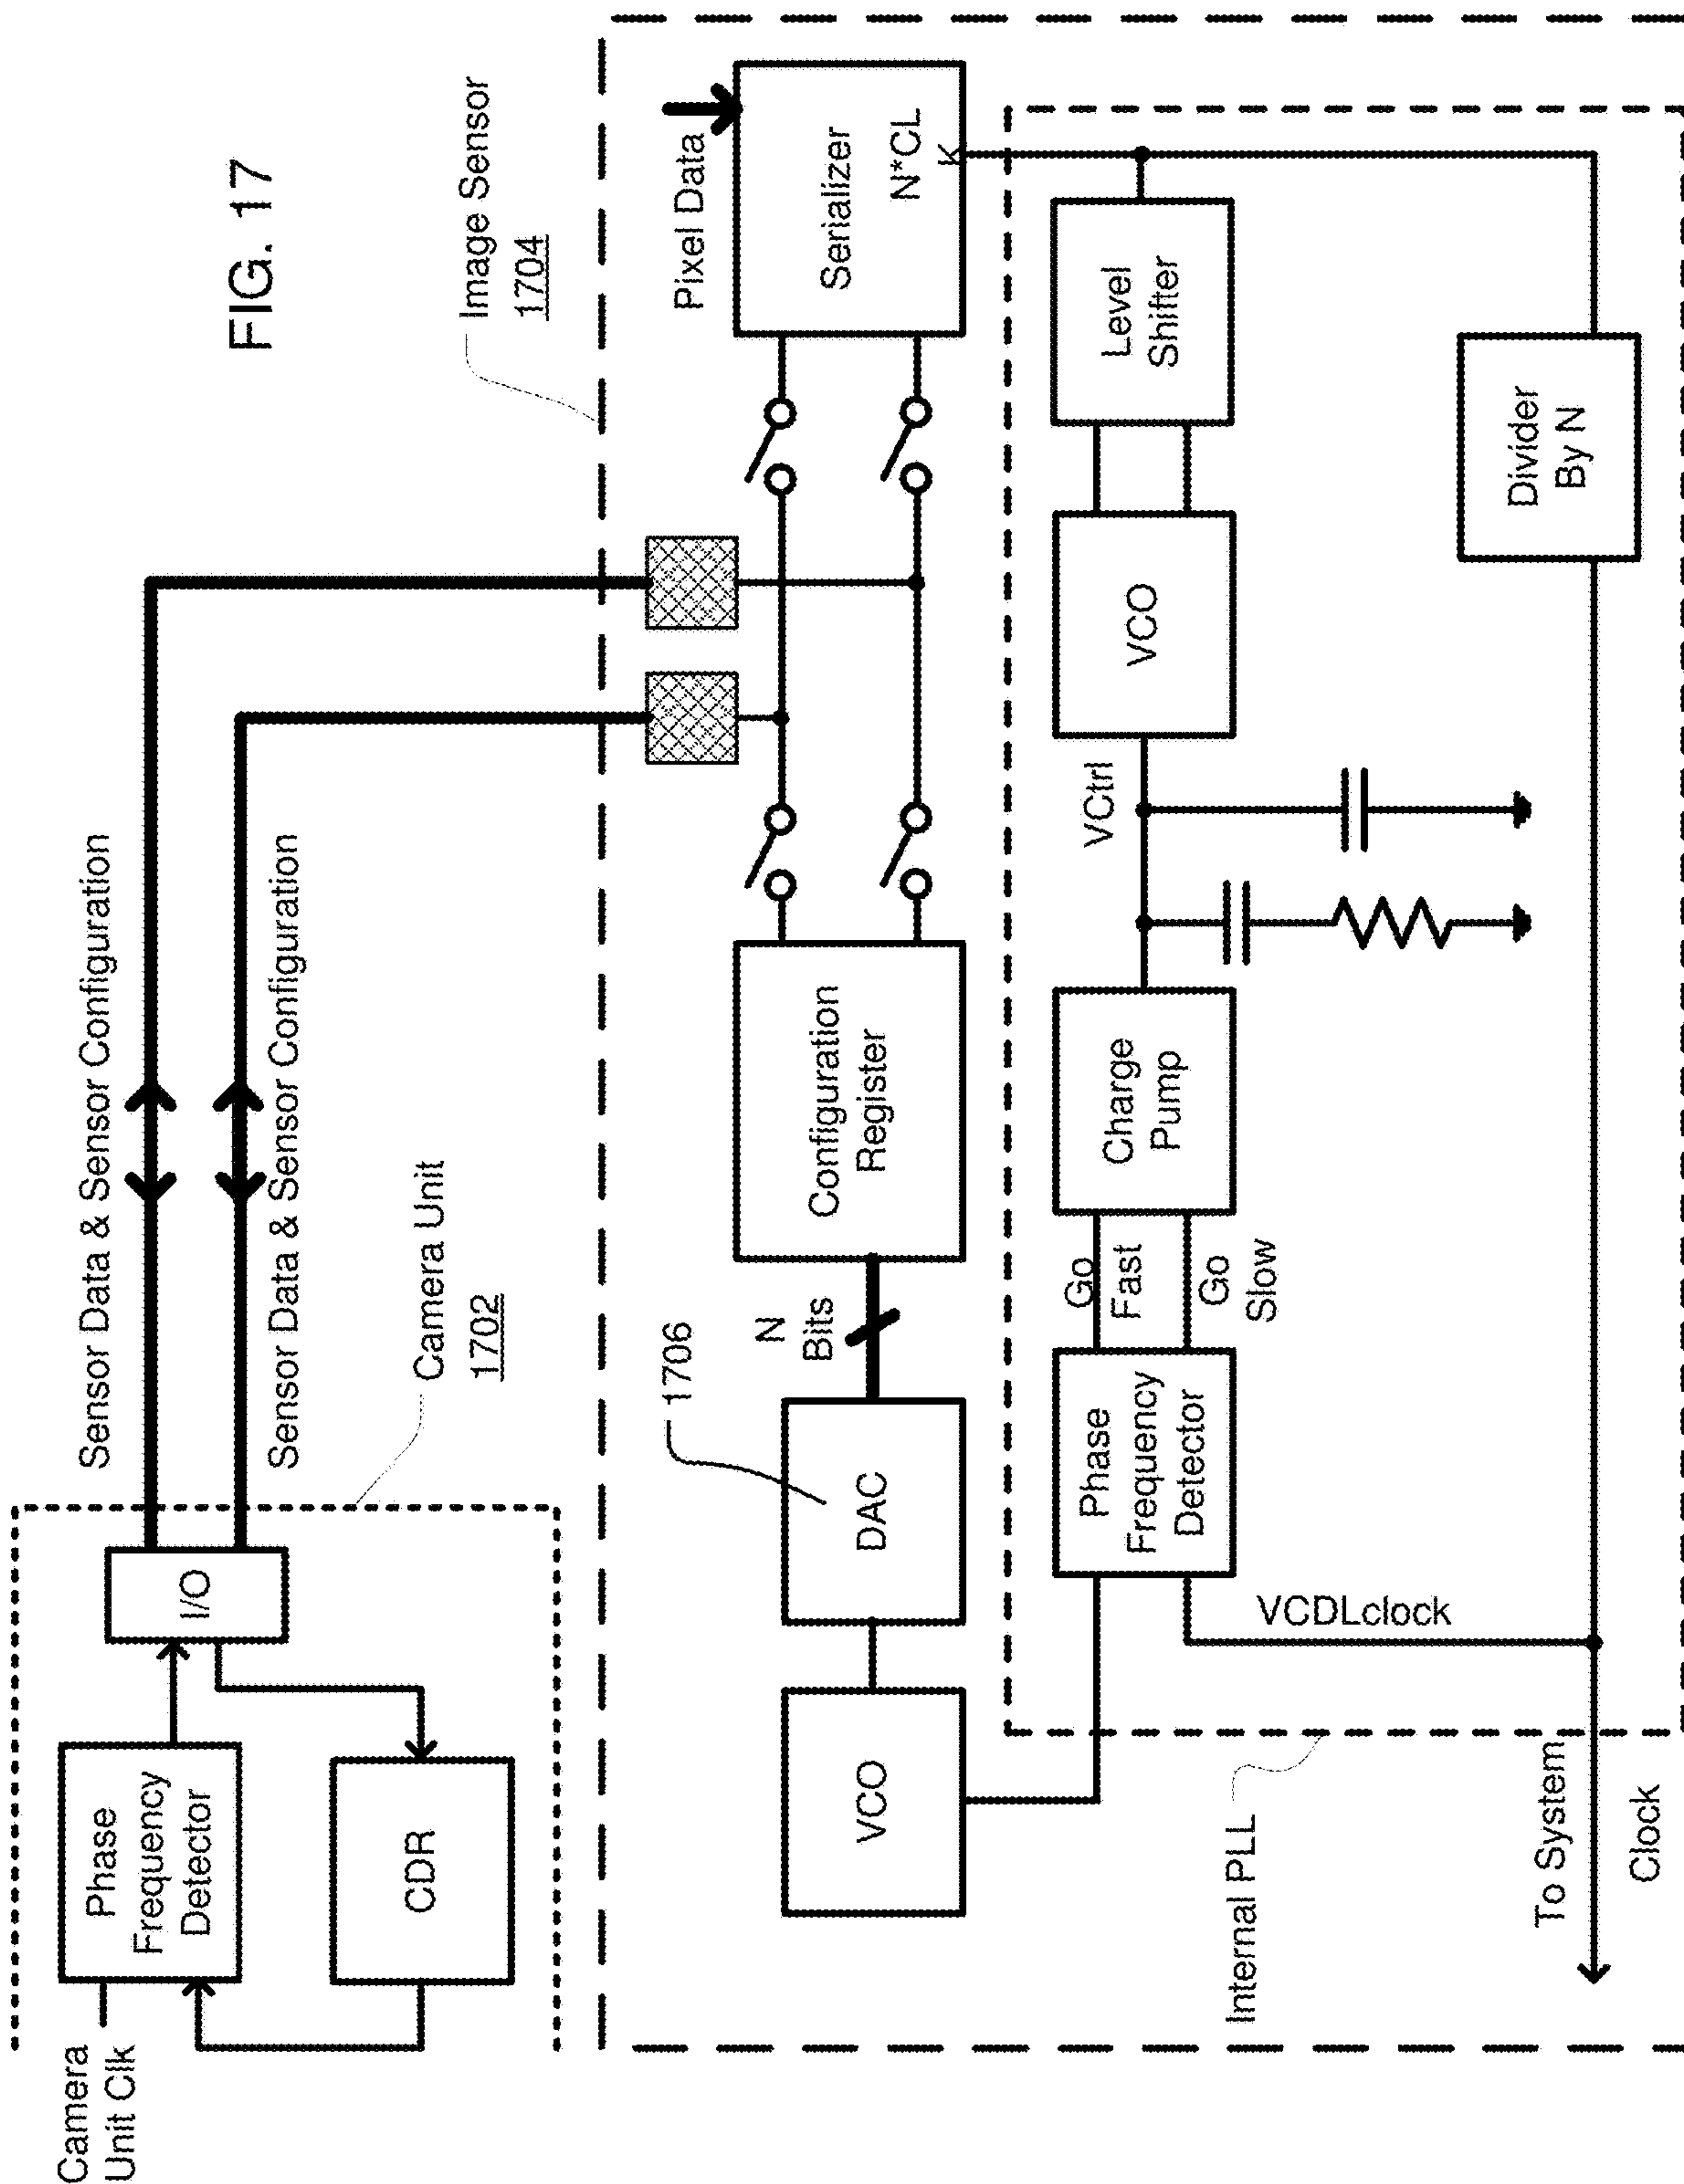 FIG. 17
Camera
Unit Clk
Phase
Frequency
Detector
I/O
CDR
Sensor Data & Sensor Configuration
Sensor Data & Sensor Configuration
Camera Unit
1702
Image Sensor
1704
Pixel Data
Serializer
N*CL
K
Configuration
Register
N
Bits
1706
DAC
VCO
Internal PLL
Phase
Frequency
Detector
Go
Fast
Go
Slow
Charge
Pump
VCtrl
VCO
Level
Shifter
VCDLclock
Divider
By N
To System
Clock